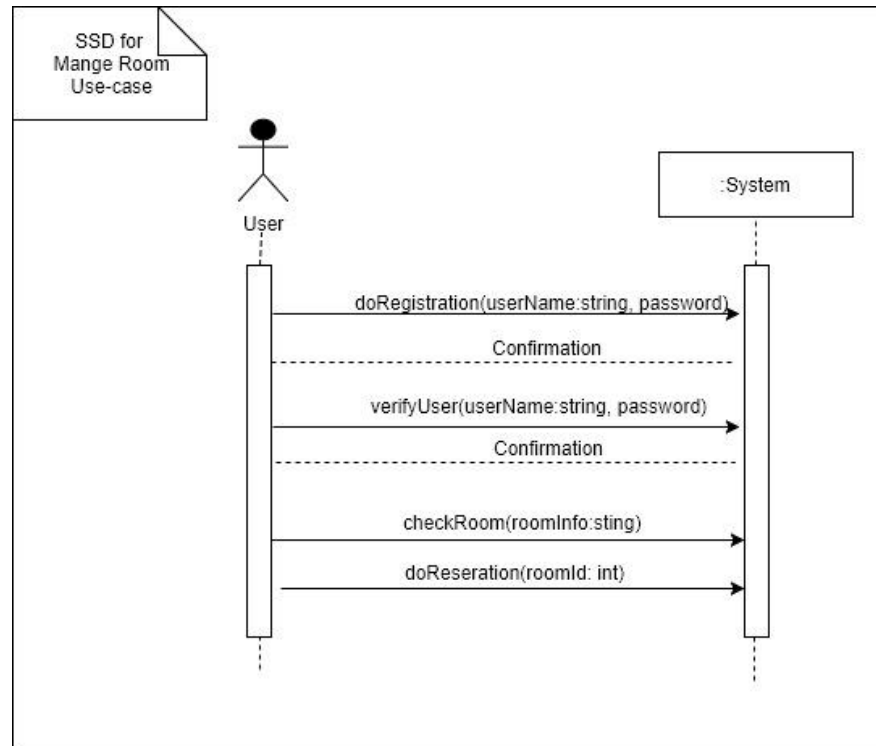 SSD for
Mange Room
Use-case
User
:System
doRegistration(userName:string, password)
Confirmation
verifyUser(userName:string, password)
Confirmation
checkRoom(roomInfo:sting)
doReseration(roomId: int)